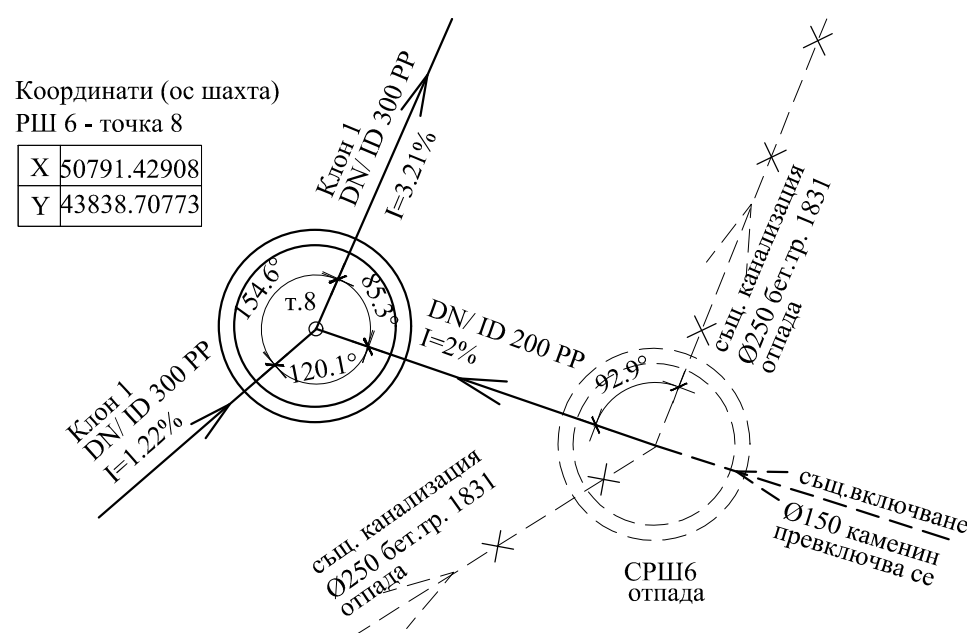 Координати (ос шахта)
РШ 6 - точка 8
X 50791.42908
Y 43838.70773
Клон 1
DN/ ID 300 PP
I=3.21%
154.6°
85.3°
т.8
120.1°
Клон 1
DN/ ID 300 PP
I=1.22%
DN/ ID 200 PP
I=2%
92.9°
същ. канализация
Ø250 бет.тр. 1831
отпада
същ. канализация
Ø250 бет.тр. 1831
отпада
същ.включване
Ø150 каменин
превключва се
СРШ6
отпада